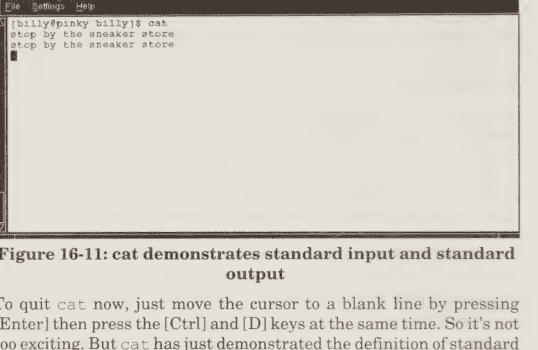 File Settings Help
[billy@pinky billy]$ cat
stop by the sneaker store
stop by the sneaker store
Figure 16-11: cat demonstrates standard input and standard
output
To quit cat now, just move the cursor to a blank line by pressing
[Enter] then press the [Ctrl] and [D] keys at the same time. So it's not
too exciting. But cat has just demonstrated the definition of standard